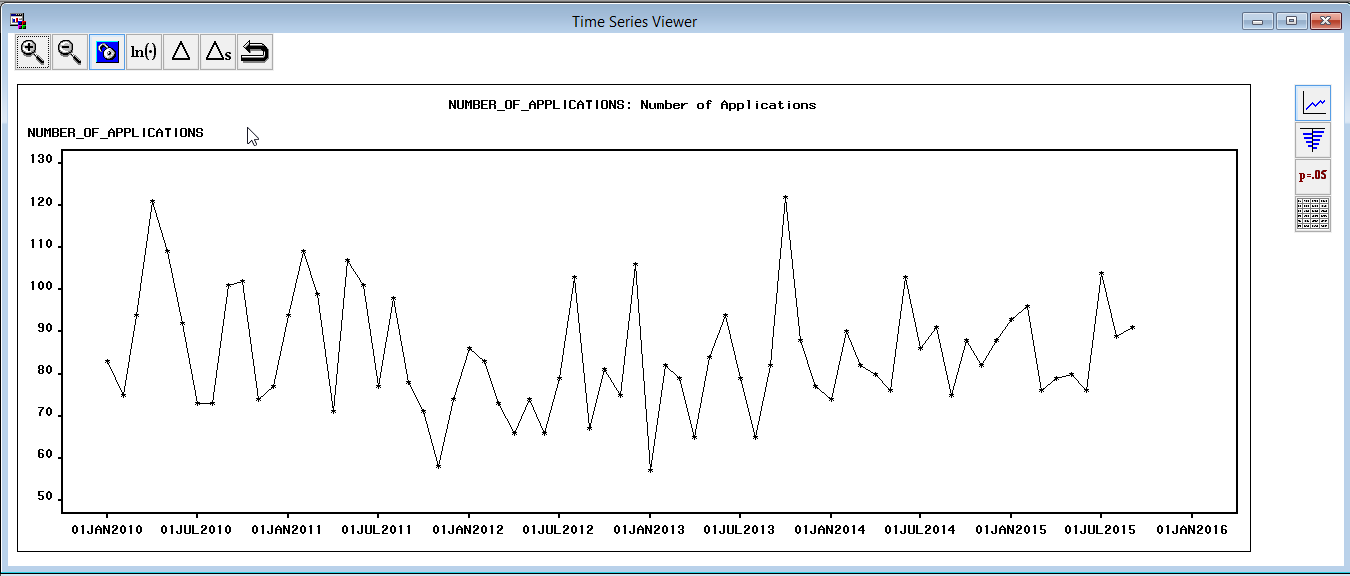 Time Series Viewer
ln(·) Δ Δs
NUMBER_OF_APPLICATIONS: Number of Applications
NUMBER_OF_APPLICATIONS
p=.05
130
120
110
100
90
80
70
60
50
01JAN2010 01JUL2010 01JAN2011 01JUL2011 01JAN2012 01JUL2012 01JAN2013 01JUL2013 01JAN2014 01JUL2014 01JAN2015 01JUL2015 01JAN2016